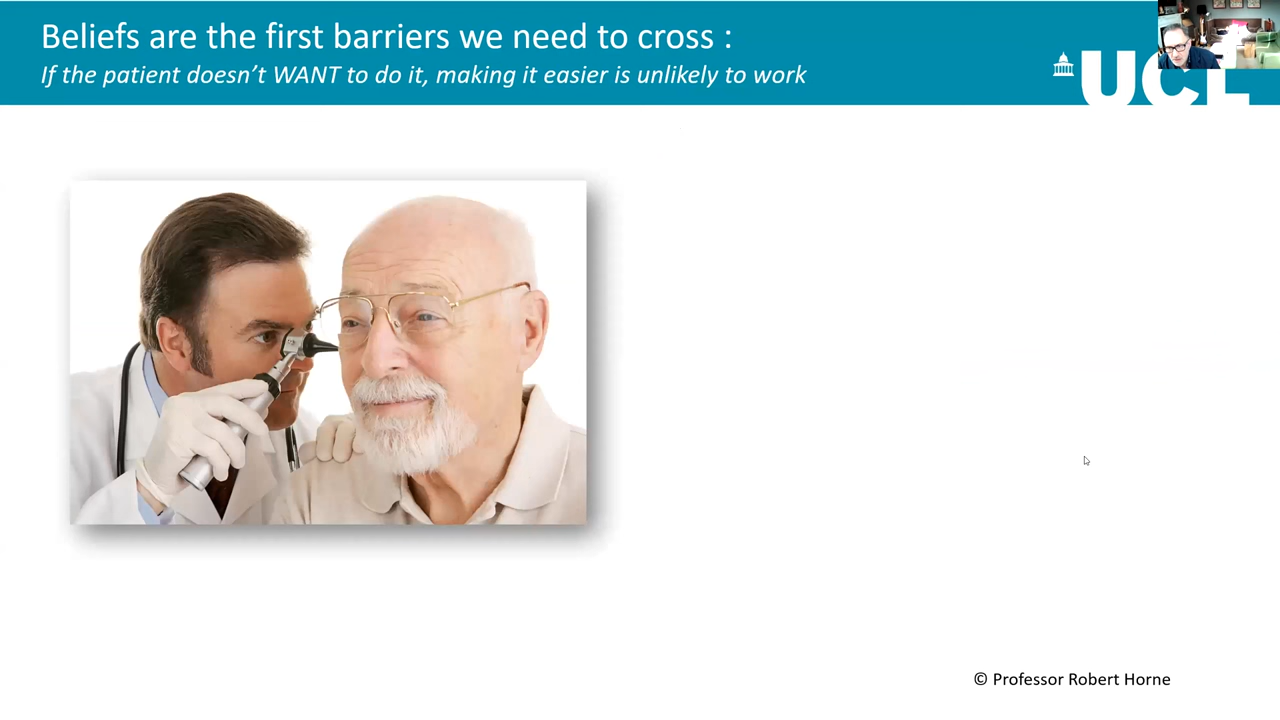 Beliefs are the first barriers we need to cross :
If the patient doesn’t WANT to do it, making it easier is unlikely to work
UCL
© Professor Robert Horne